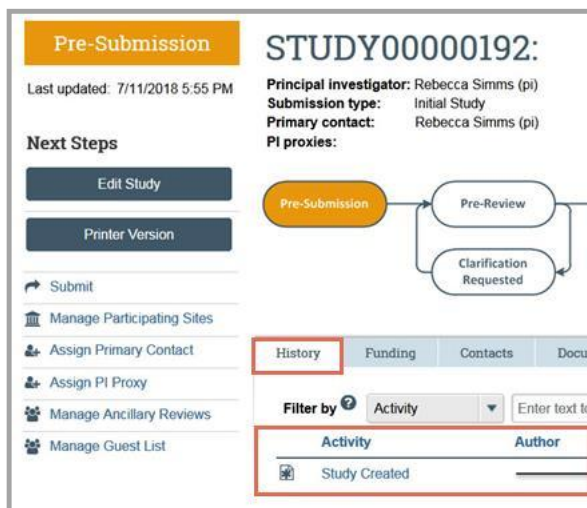 Pre-Submission
Last updated: 7/11/2018 5:55 PM
Next Steps
Edit Study
Printer Version
Submit
Manage Participating Sites
Assign Primary Contact
Assign PI Proxy
Manage Ancillary Reviews
Manage Guest List
STUDY00000192:
Principal investigator: Rebecca Simms (pi)
Submission type: Initial Study
Primary contact: Rebecca Simms (pi)
PI proxies:
Pre-Submission
Pre-Review
Clarification
Requested
History Funding Contacts Docu
Filter by ? Activity Enter text to
Activity Author
Study Created